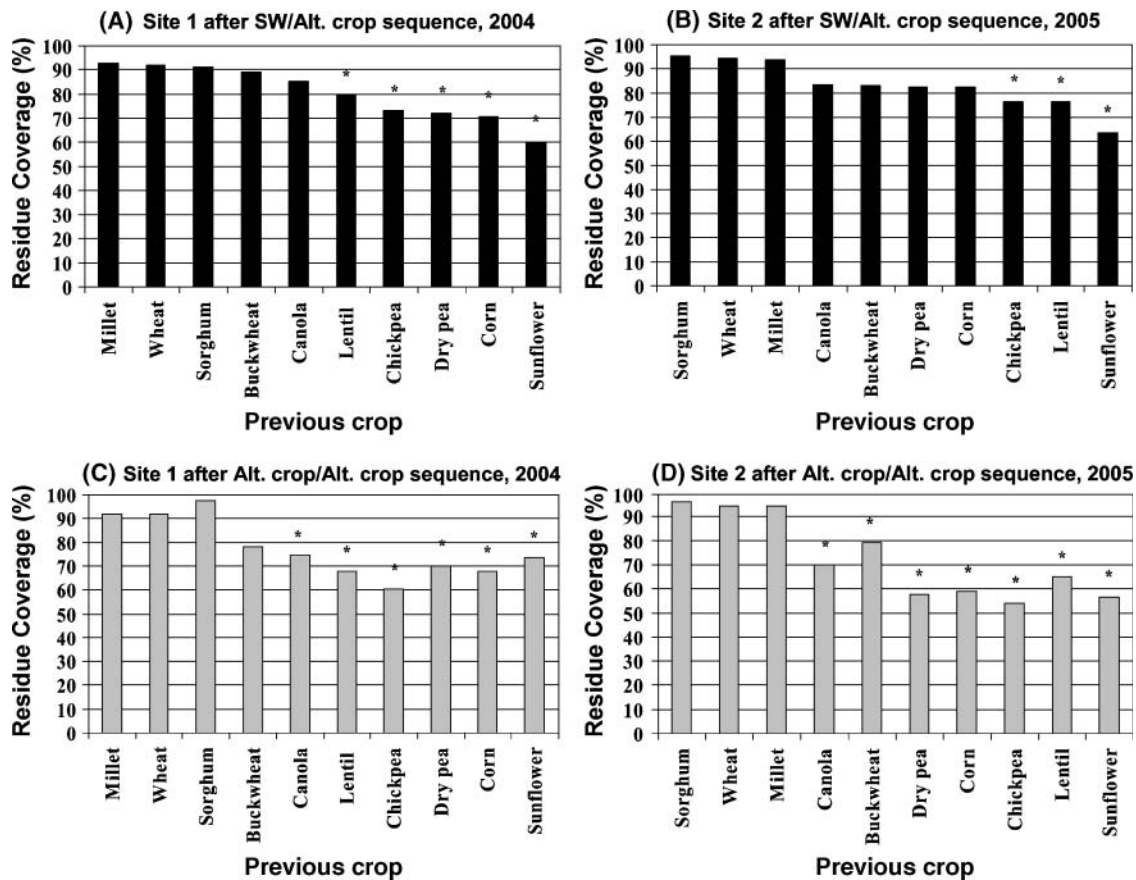 (A) Site 1 after SW/Alt. crop sequence, 2004
Residue Coverage (%)
100
90
80
70
60
50
40
30
20
10
0
* * * * *
Millet
Wheat
Sorghum
Buckwheat
Canola
Lentil
Chickpea
Dry pea
Corn
Sunflower
Previous crop
(B) Site 2 after SW/Alt. crop sequence, 2005
Residue Coverage (%)
100
90
80
70
60
50
40
30
20
10
0
* * *
Sorghum
Wheat
Millet
Canola
Buckwheat
Dry pea
Corn
Chickpea
Lentil
Sunflower
Previous crop
(C) Site 1 after Alt. crop/Alt. crop sequence, 2004
Residue Coverage (%)
100
90
80
70
60
50
40
30
20
10
0
* * * * * *
Millet
Wheat
Sorghum
Buckwheat
Canola
Lentil
Chickpea
Dry pea
Corn
Sunflower
Previous crop
(D) Site 2 after Alt. crop/Alt. crop sequence, 2005
Residue Coverage (%)
100
90
80
70
60
50
40
30
20
10
0
* * * * * * *
Sorghum
Wheat
Millet
Canola
Buckwheat
Dry pea
Corn
Chickpea
Lentil
Sunflower
Previous crop